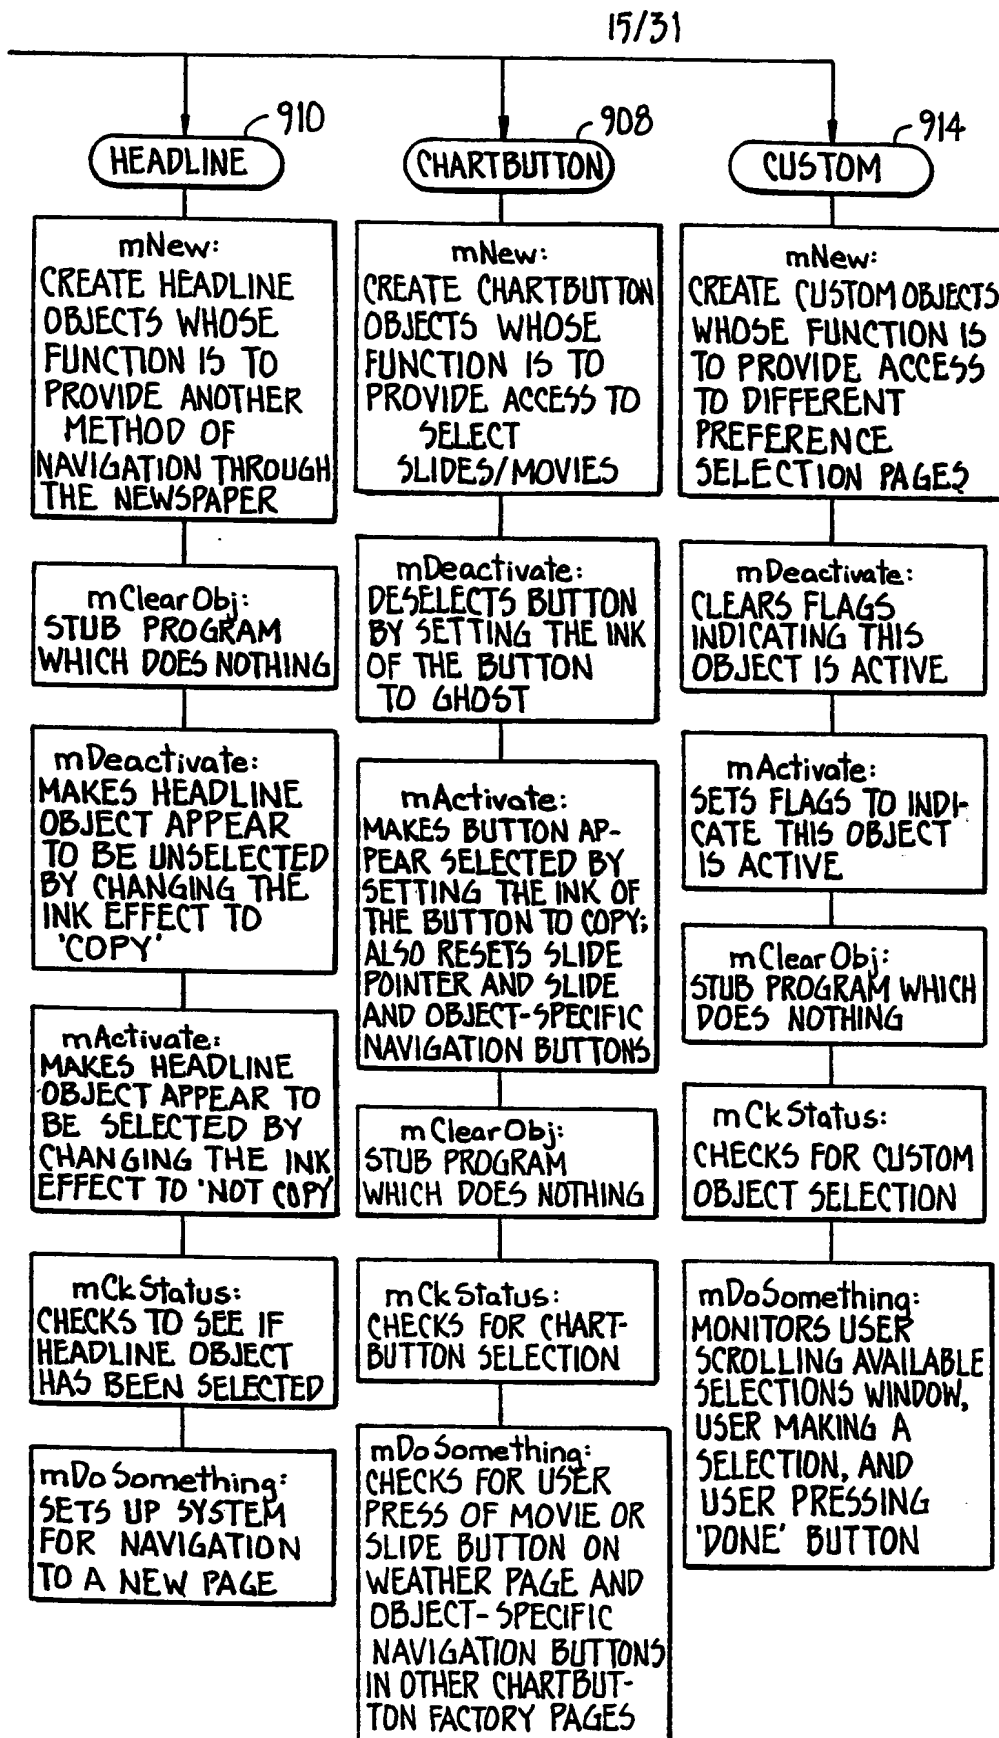 15/31
910
HEADLINE
mNew:
CREATE HEADLINE
OBJECTS WHOSE
FUNCTION IS TO
PROVIDE ANOTHER
METHOD OF
NAVIGATION THROUGH
THE NEWSPAPER
mClearObj:
STUB PROGRAM
WHICH DOES NOTHING
mDeactivate:
MAKES HEADLINE
OBJECT APPEAR
TO BE UNSELECTED
BY CHANGING THE
INK EFFECT TO
'COPY'
mActivate:
MAKES HEADLINE
OBJECT APPEAR TO
BE SELECTED BY
CHANGING THE INK
EFFECT TO 'NOT COPY
mCkStatus:
CHECKS TO SEE IF
HEADLINE OBJECT
HAS BEEN SELECTED
mDoSomething:
SETS UP SYSTEM
FOR NAVIGATION
TO A NEW PAGE
908
CHARTBUTTON
mNew:
CREATE CHARTBUTTON
OBJECTS WHOSE
FUNCTION IS TO
PROVIDE ACCESS TO
SELECT
SLIDES/MOVIES
mDeactivate:
DESELECTS BUTTON
BY SETTING THE INK
OF THE BUTTON
TO GHOST
mActivate:
MAKES BUTTON AP-
PEAR SELECTED BY
SETTING THE INK OF
THE BUTTON TO COPY;
ALSO RESETS SLIDE
POINTER AND SLIDE
AND OBJECT-SPECIFIC
NAVIGATION BUTTONS
mClearObj:
STUB PROGRAM
WHICH DOES NOTHING
mCkStatus:
CHECKS FOR CHART-
BUTTON SELECTION
mDoSomething:
CHECKS FOR USER
PRESS OF MOVIE OR
SLIDE BUTTON ON
WEATHER PAGE AND
OBJECT-SPECIFIC
NAVIGATION BUTTONS
IN OTHER CHARTBUT-
TON FACTORY PAGES
914
CUSTOM
mNew:
CREATE CUSTOM OBJECTS
WHOSE FUNCTION IS
TO PROVIDE ACCESS
TO DIFFERENT
PREFERENCE
SELECTION PAGES
mDeactivate:
CLEARS FLAGS
INDICATING THIS
OBJECT IS ACTIVE
mActivate:
SETS FLAGS TO INDI-
CATE THIS OBJECT
IS ACTIVE
mClearObj:
STUB PROGRAM WHICH
DOES NOTHING
mCkStatus:
CHECKS FOR CUSTOM
OBJECT SELECTION
mDoSomething:
MONITORS USER
SCROLLING AVAILABLE
SELECTIONS WINDOW,
USER MAKING A
SELECTION, AND
USER PRESSING
'DONE' BUTTON